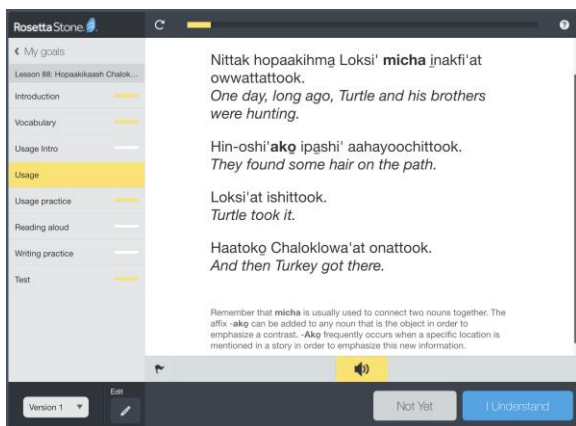 RosettaStone
My goals
Lesson 88: Hopaakikaash Chalok...
Introduction
Vocabulary
Usage Intro
Usage
Usage practice
Reading aloud
Writing practice
Test
Version 1
Edit
Nittak hopaakihma̱ Loksi' micha i̱nakfi'at
owwattattook.
One day, long ago, Turtle and his brothers
were hunting.
Hin-oshi'ako̱ ipa̱shi' aahayoochittook.
They found some hair on the path.
Loksi'at ishittook.
Turtle took it.
Haatoko̱ Chaloklowa'at onattook.
And then Turkey got there.
Remember that micha is usually used to connect two nouns together. The
affix -ako̱ can be added to any noun that is the object in order to
emphasize a contrast. -Ako̱ frequently occurs when a specific location is
mentioned in a story in order to emphasize this new information.
Not Yet
I Understand